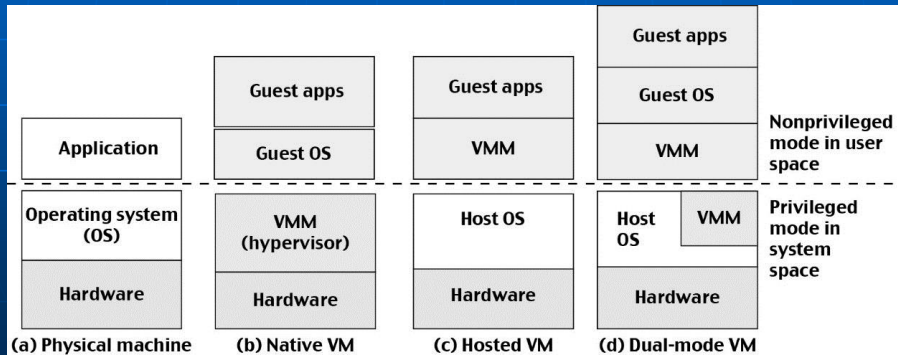 Application
Operating system
(OS)
Hardware
(a) Physical machine
Guest apps
Guest OS
VMM
(hypervisor)
Hardware
(b) Native VM
Guest apps
VMM
Host OS
Hardware
(c) Hosted VM
Guest apps
Guest OS
VMM
Host
OS
VMM
Hardware
(d) Dual-mode VM
Nonprivileged
mode in user
space
Privileged
mode in
system
space